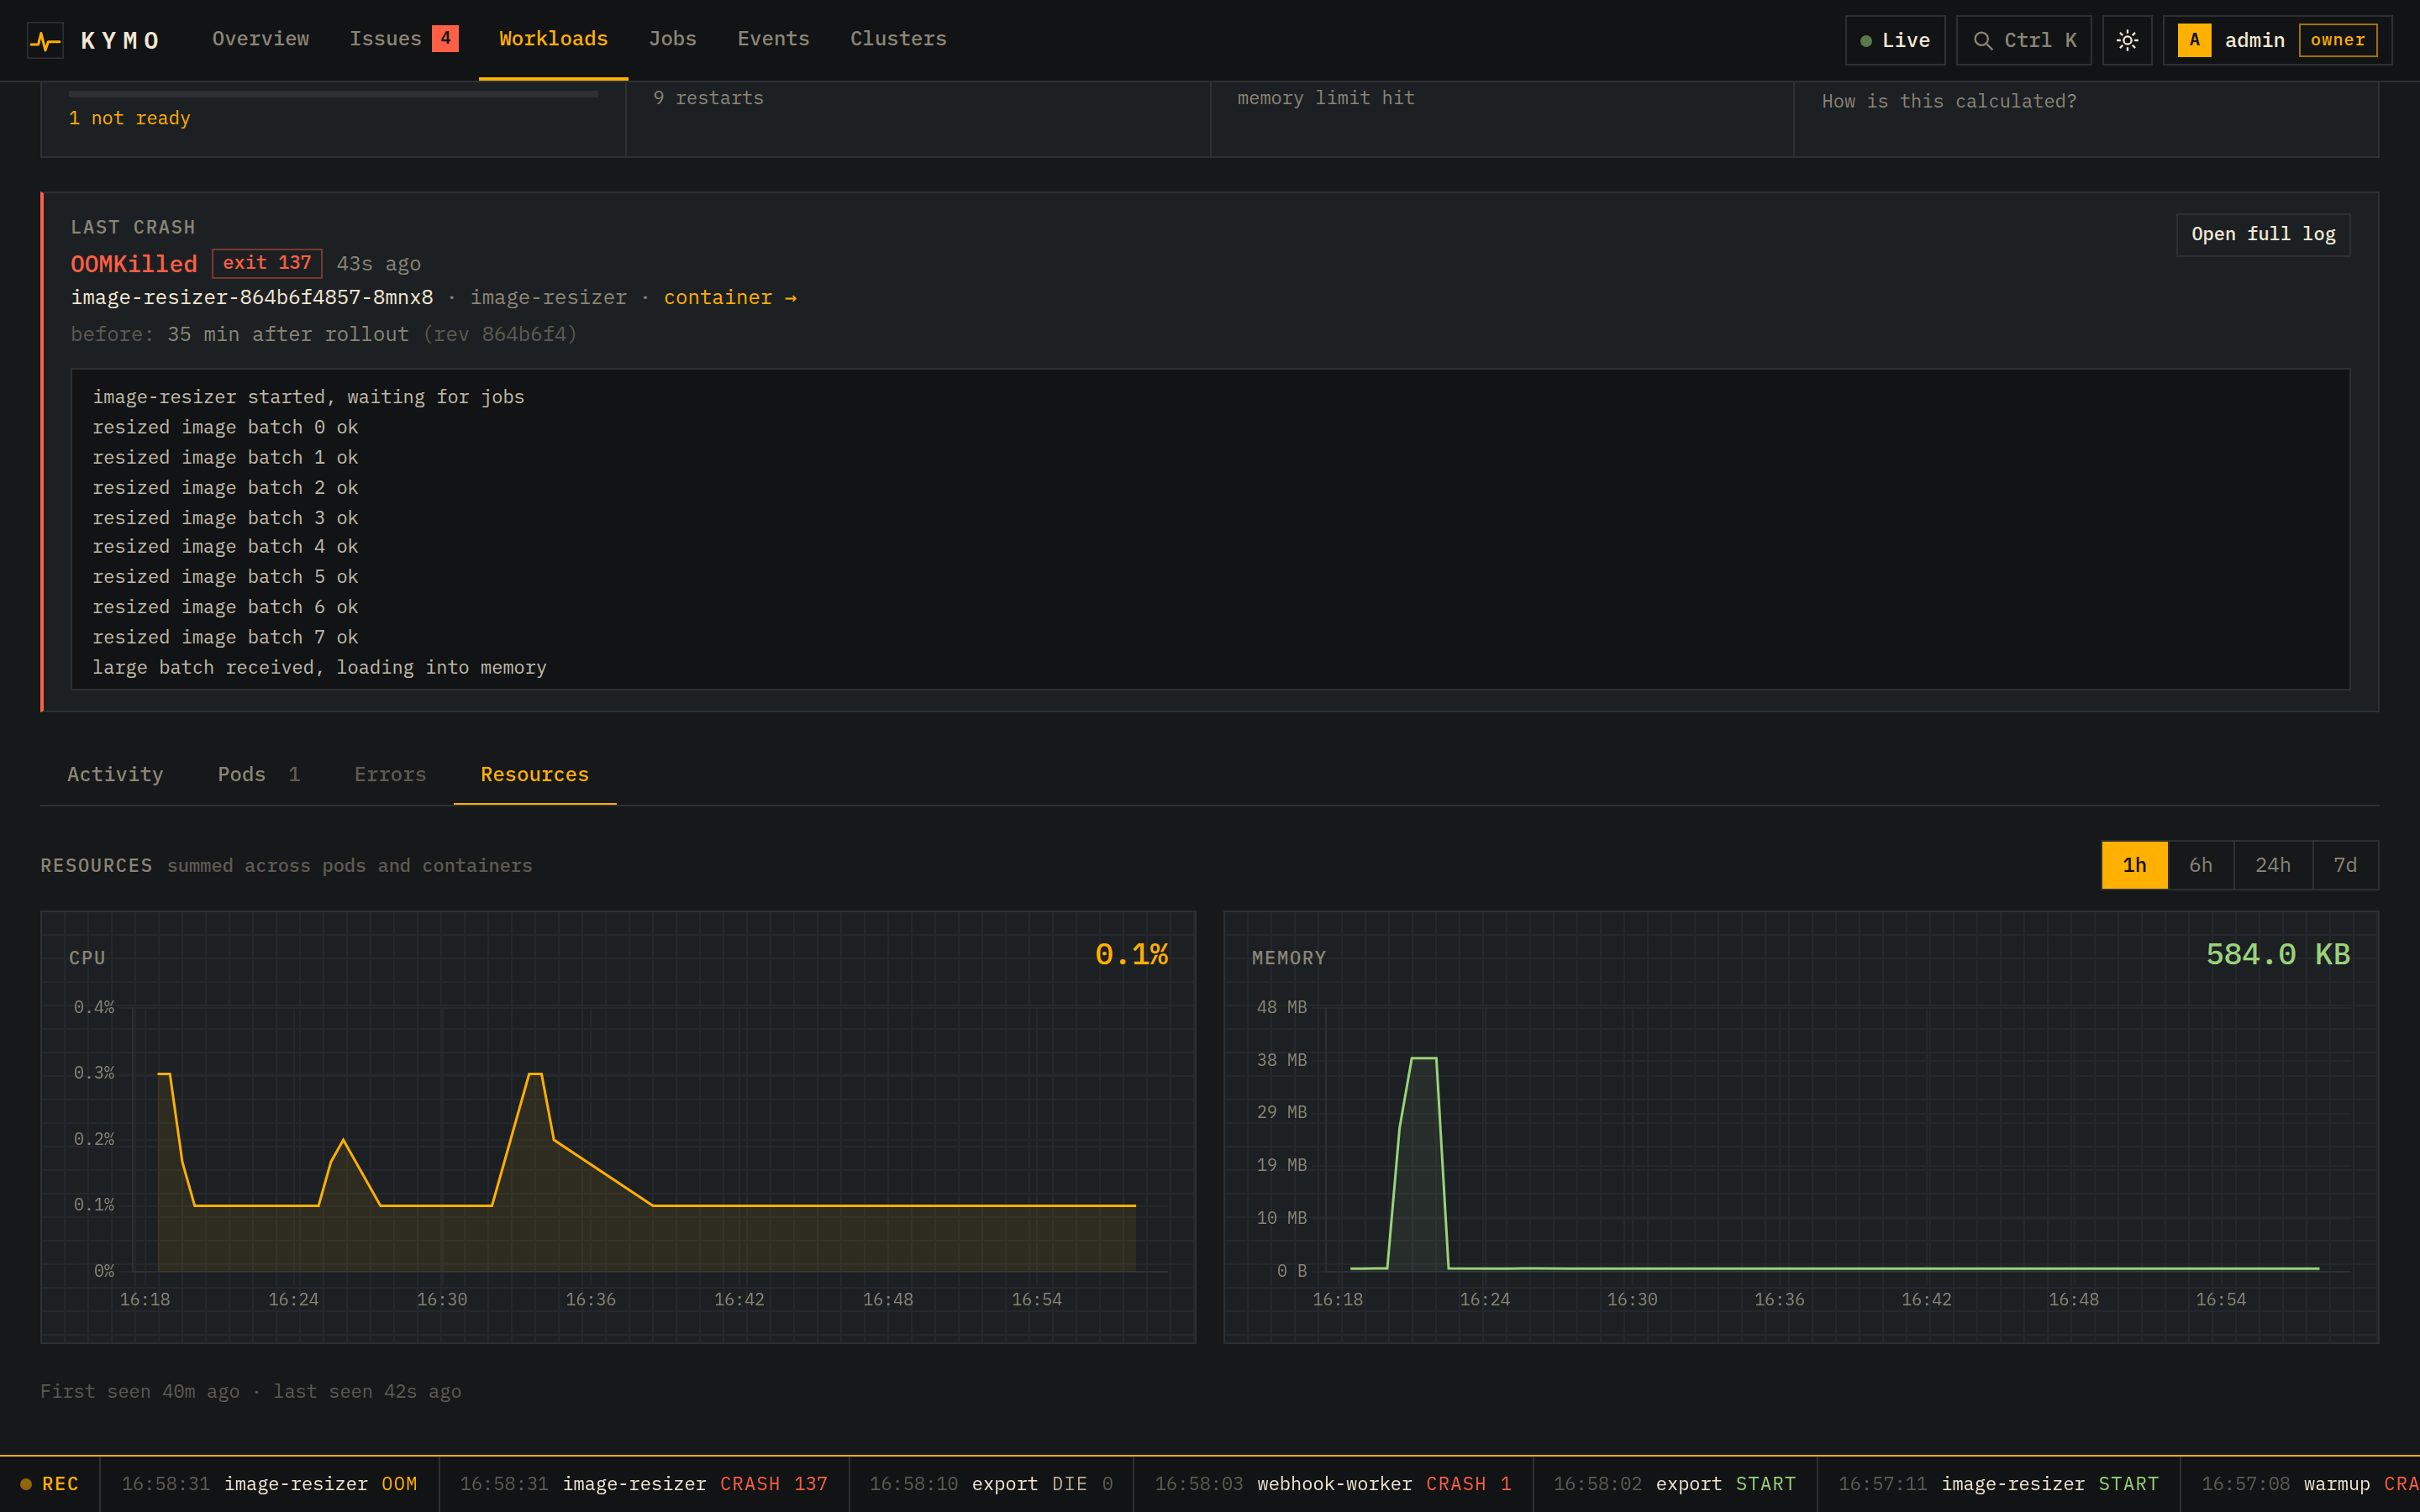 KYMO Overview Issues 4 Workloads Jobs Events Clusters Live Ctrl K A admin owner
1 not ready
9 restarts
memory limit hit
How is this calculated?
LAST CRASH
Open full log
OOMKilled exit 137 43s ago
image-resizer-864b6f4857-8mnx8 · image-resizer · container →
before: 35 min after rollout (rev 864b6f4)
image-resizer started, waiting for jobs
resized image batch 0 ok
resized image batch 1 ok
resized image batch 2 ok
resized image batch 3 ok
resized image batch 4 ok
resized image batch 5 ok
resized image batch 6 ok
resized image batch 7 ok
large batch received, loading into memory
Activity Pods 1 Errors Resources
RESOURCES summed across pods and containers
1h 6h 24h 7d
CPU 0.1%
0.4%
0.3%
0.2%
0.1%
0%
16:18 16:24 16:30 16:36 16:42 16:48 16:54
MEMORY 584.0 KB
48 MB
38 MB
29 MB
19 MB
10 MB
0 B
16:18 16:24 16:30 16:36 16:42 16:48 16:54
First seen 40m ago · last seen 42s ago
REC 16:58:31 image-resizer OOM 16:58:31 image-resizer CRASH 137 16:58:10 export DIE 0 16:58:03 webhook-worker CRASH 1 16:58:02 export START 16:57:11 image-resizer START 16:57:08 warmup CRA